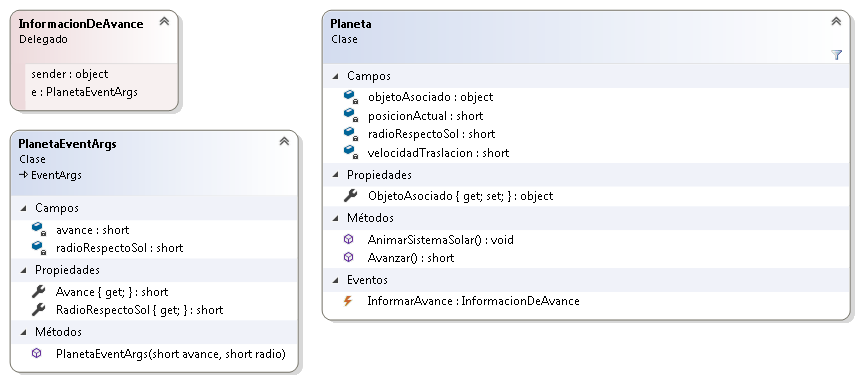 InformacionDeAvance
Delegado
sender : object
e : PlanetaEventArgs
PlanetaEventArgs
Clase
EventArgs
Campos
avance : short
radioRespectoSol : short
Propiedades
Avance { get; } : short
RadioRespectoSol { get; } : short
Métodos
PlanetaEventArgs(short avance, short radio)
Planeta
Clase
Campos
objetoAsociado : object
posicionActual : short
radioRespectoSol : short
velocidadTraslacion : short
Propiedades
ObjetoAsociado { get; set; } : object
Métodos
AnimarSistemaSolar() : void
Avanzar() : short
Eventos
InformarAvance : InformacionDeAvance